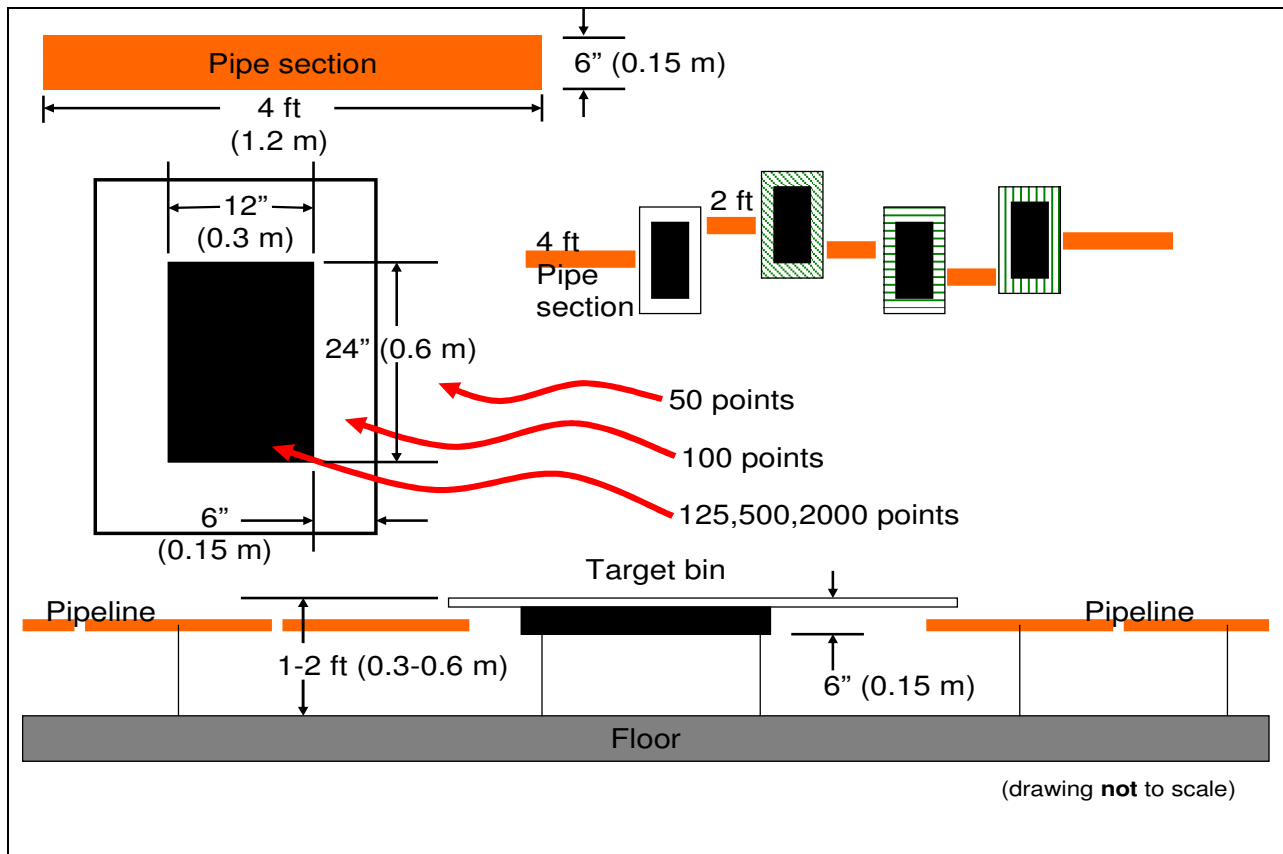 Pipe section
6” (0.15 m)
4 ft
(1.2 m)
12”
(0.3 m)
2 ft
4 ft
Pipe
section
24” (0.6 m)
50 points
100 points
125,500,2000 points
6”
(0.15 m)
Target bin
Pipeline
Pipeline
1-2 ft (0.3-0.6 m)
6” (0.15 m)
Floor
(drawing not to scale)